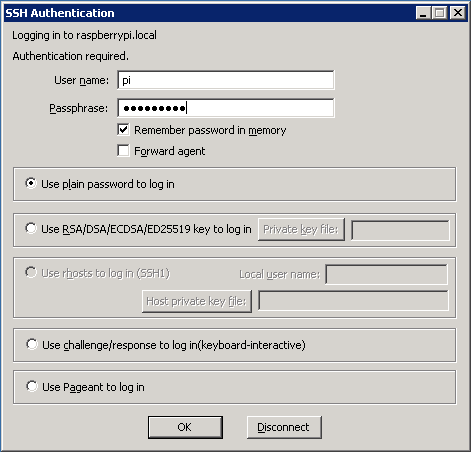 SSH Authentication
Logging in to raspberrypi.local
Authentication required.
User name: pi
Passphrase: ●●●●●●●●●
Remember password in memory
Forward agent
Use plain password to log in
Use RSA/DSA/ECDSA/ED25519 key to log in Private key file:
Use rhosts to log in (SSH1) Local user name:
Host private key file:
Use challenge/response to log in(keyboard-interactive)
Use Pageant to log in
OK Disconnect